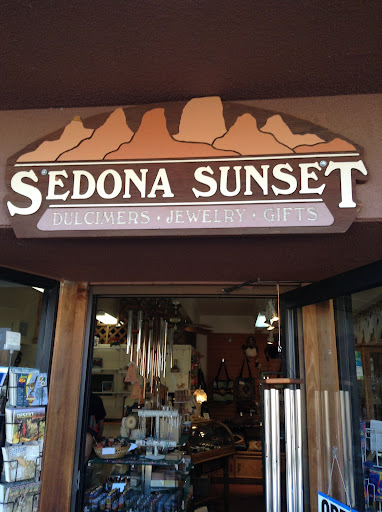 SEDONA SUNSET
DULCIMERS · JEWELRY · GIFTS